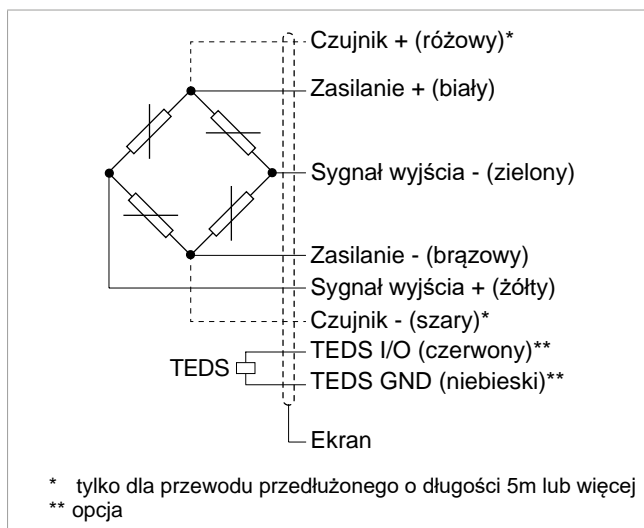 Czujnik + (różowy)*
Zasilanie + (biały)
Sygnał wyjścia - (zielony)
Zasilanie - (brązowy)
Sygnał wyjścia + (żółty)
Czujnik - (szary)*
TEDS I/O (czerwony)**
TEDS
TEDS GND (niebieski)**
Ekran
* tylko dla przewodu przedłużonego o długości 5m lub więcej
** opcja